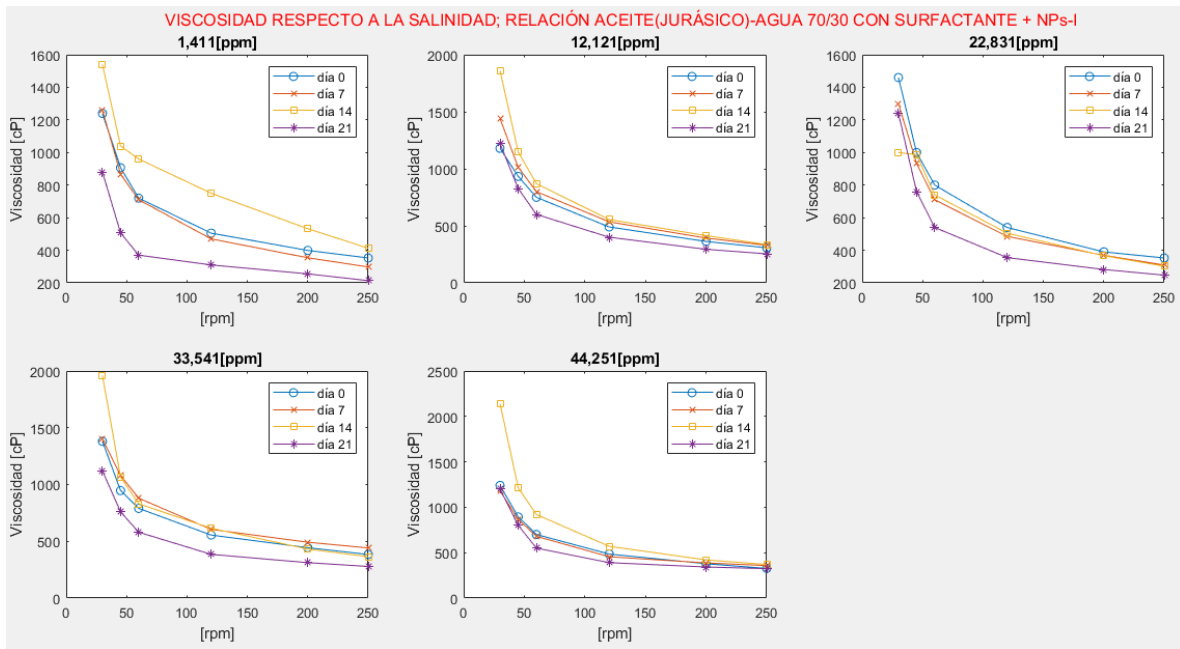 VISCOSIDAD RESPECTO A LA SALINIDAD; RELACIÓN ACEITE(JURÁSICO)-AGUA 70/30 CON SURFACTANTE + NPs-I
1,411[ppm]
1600
1400
1200
1000
800
600
400
200
Viscosidad [cP]
0
50
100
150
200
250
[rpm]
día 0
día 7
día 14
día 21
12,121[ppm]
2000
1500
1000
500
0
Viscosidad [cP]
0
50
100
150
200
250
[rpm]
día 0
día 7
día 14
día 21
22,831[ppm]
1600
1400
1200
1000
800
600
400
200
Viscosidad [cP]
0
50
100
150
200
250
[rpm]
día 0
día 7
día 14
día 21
33,541[ppm]
2000
1500
1000
500
0
Viscosidad [cP]
0
50
100
150
200
250
[rpm]
día 0
día 7
día 14
día 21
44,251[ppm]
2500
2000
1500
1000
500
0
Viscosidad [cP]
0
50
100
150
200
250
[rpm]
día 0
día 7
día 14
día 21